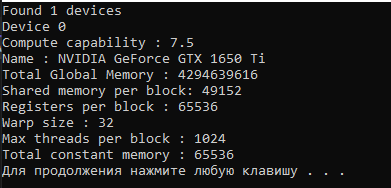 Found 1 devices
Device 0
Compute capability : 7.5
Name : NVIDIA GeForce GTX 1650 Ti
Total Global Memory : 4294639616
Shared memory per block: 49152
Registers per block : 65536
Warp size : 32
Max threads per block : 1024
Total constant memory : 65536
Для продолжения нажмите любую клавишу . . .